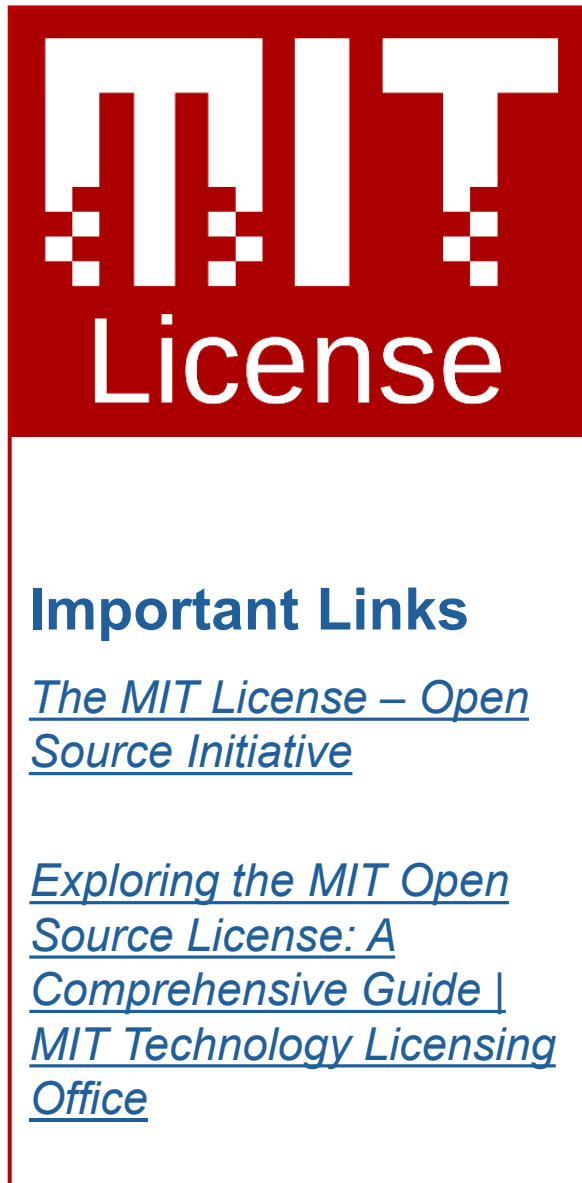 MIT
License
Important Links
The MIT License – Open
Source Initiative
Exploring the MIT Open
Source License: A
Comprehensive Guide |
MIT Technology Licensing
Office